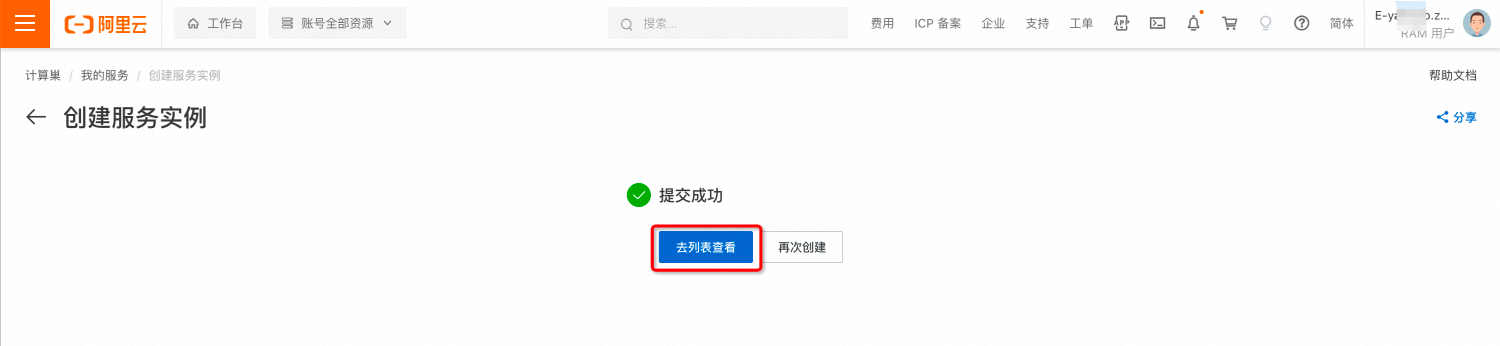 阿里云
工作台
账号全部资源
搜索...
费用
ICP 备案
企业
支持
工单
简体
RAM 用户
计算巢 / 我的服务 / 创建服务实例
帮助文档
创建服务实例
分享
提交成功
去列表查看
再次创建